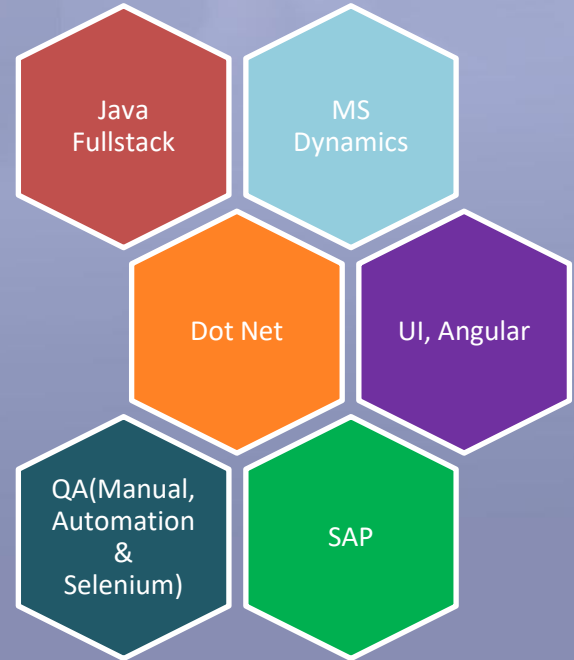 Java
Fullstack
MS
Dynamics
Dot Net
UI, Angular
QA(Manual,
Automation
&
Selenium)
SAP